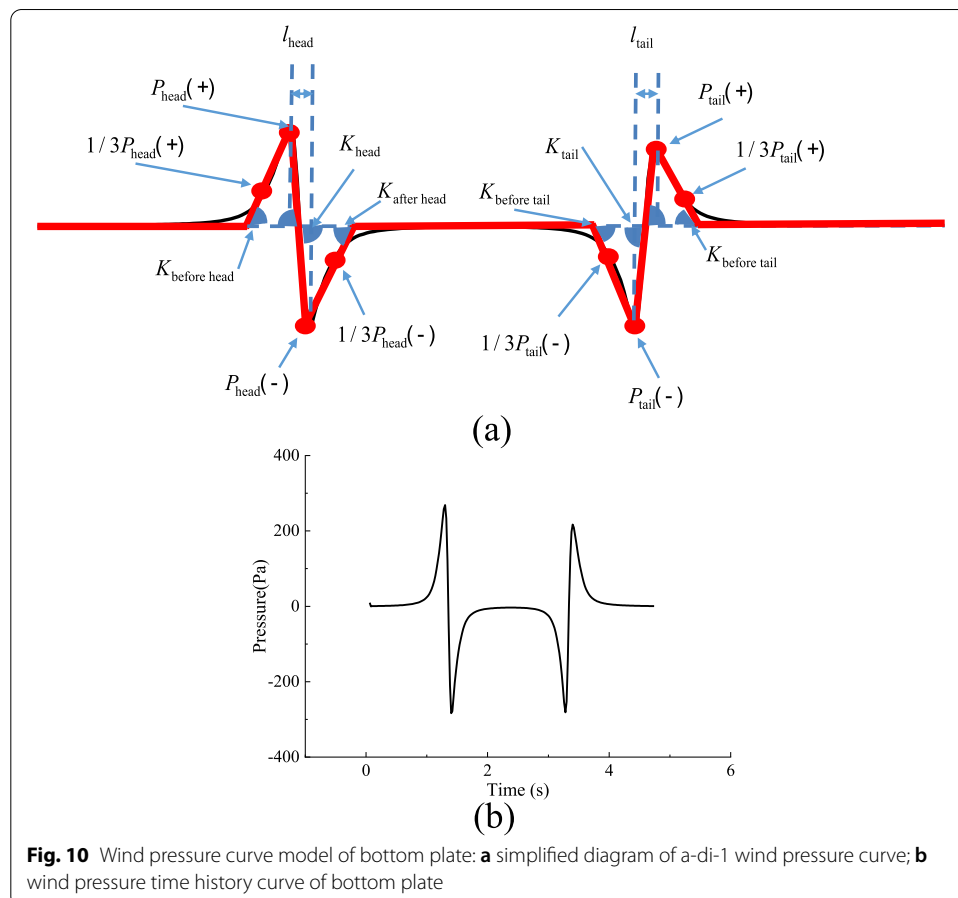 l_head
l_tail
P_head(+)
P_tail(+)
1/3P_head(+)
K_head
K_tail
1/3P_tail(+)
K_after head
K_before tail
K_before head
K_before tail
1/3P_head(-)
1/3P_tail(-)
P_head(-)
P_tail(-)
(a)
400
200
0
-200
-400
Pressure(Pa)
0 2 4 6
Time (s)
(b)
Fig. 10 Wind pressure curve model of bottom plate: a simplified diagram of a-di-1 wind pressure curve; b
wind pressure time history curve of bottom plate